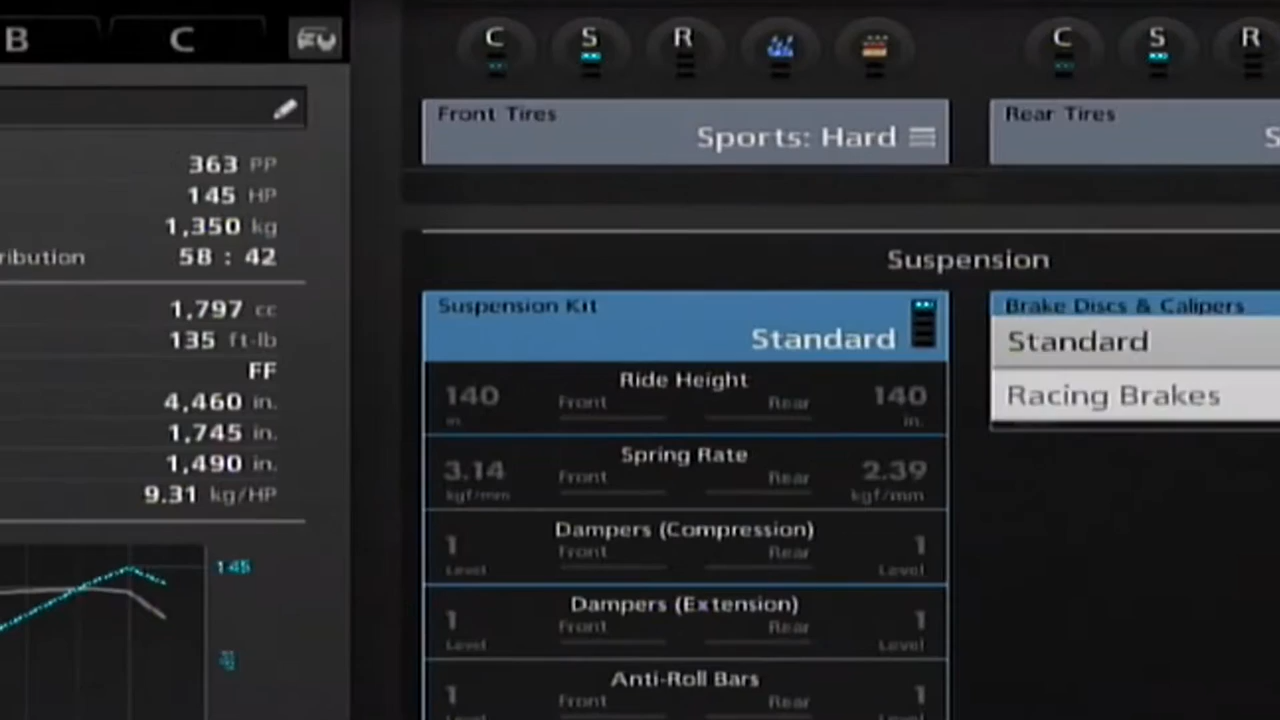 B
C
363 PP
145 HP
1,350 kg
ribution 58 : 42
1,797 cc
135 ft-lb
FF
4,460 in.
1,745 in.
1,490 in.
9.31 kg/HP
145
C S R
C S R
Front Tires
Sports: Hard
Rear Tires
S
Suspension
Suspension Kit
Standard
Ride Height
140 in. Front Rear 140 in.
Spring Rate
3.14 kgf/mm Front Rear 2.39 kgf/mm
Dampers (Compression)
1 Level Front Rear 1 Level
Dampers (Extension)
1 Level Front Rear 1 Level
Anti-Roll Bars
1 Level Front Rear 1 Level
Brake Discs & Calipers
Standard
Racing Brakes